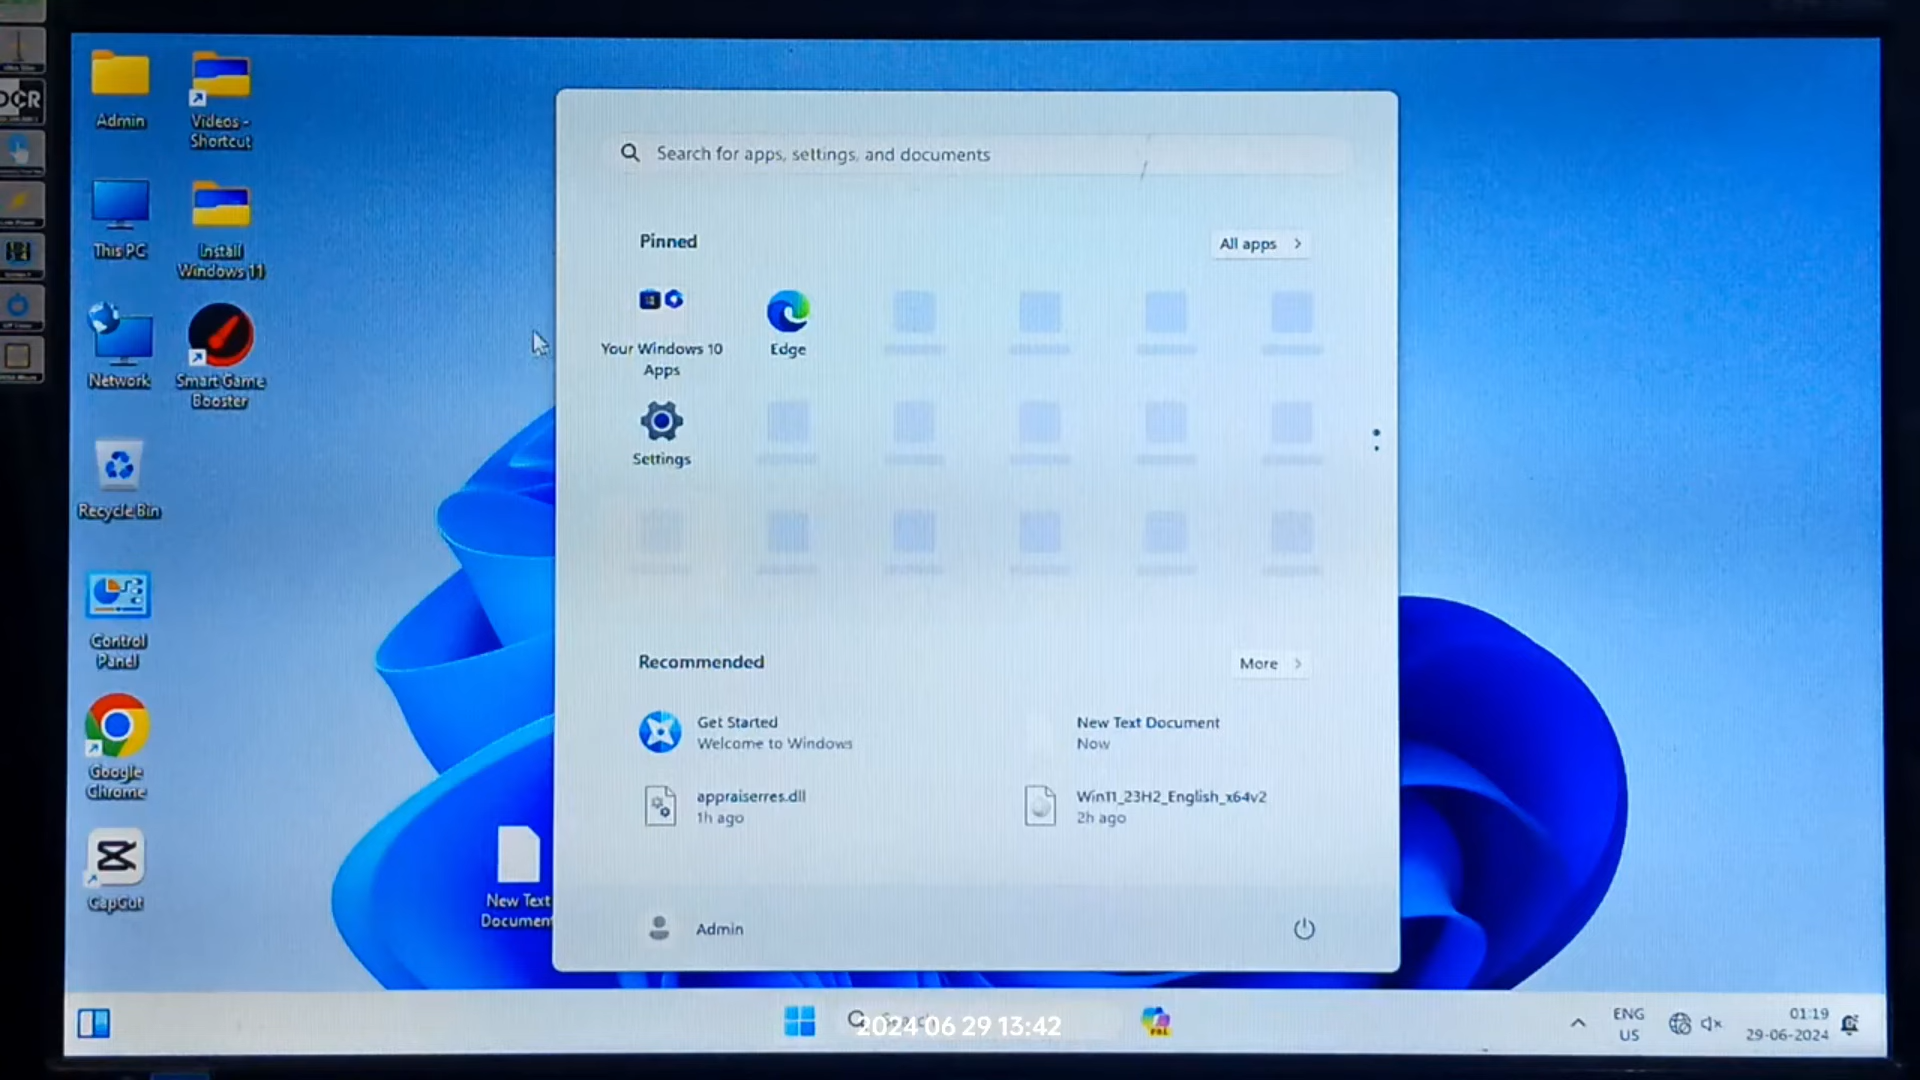 OCR
Admin
Videos -
Shortcut
This PC
Install
Windows 11
Network
Smart Game
Booster
Recycle Bin
Control
Panel
Google
Chrome
CapCut
New Text
Document
Search for apps, settings, and documents
Pinned
All apps >
Your Windows 10
Apps
Edge
Settings
Recommended
More >
Get Started
Welcome to Windows
New Text Document
Now
appraiserres.dll
1h ago
Win11_23H2_English_x64v2
2h ago
Admin
2024 06 29 13:42
ENG
US
01:19
29-06-2024